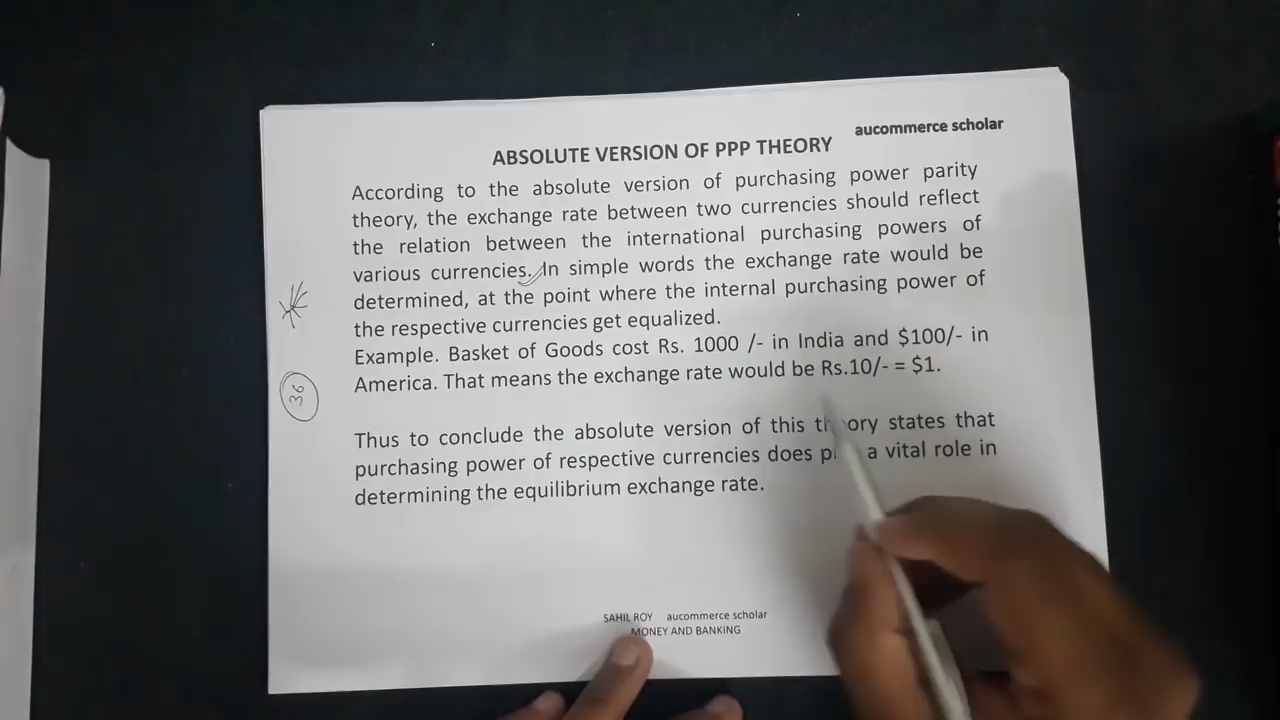 aucommerce scholar
ABSOLUTE VERSION OF PPP THEORY
According to the absolute version of purchasing power parity
theory, the exchange rate between two currencies should reflect
the relation between the international purchasing powers of
various currencies. In simple words the exchange rate would be
determined, at the point where the internal purchasing power of
the respective currencies get equalized.
Example. Basket of Goods cost Rs. 1000 /- in India and $100/- in
America. That means the exchange rate would be Rs.10/- = $1.
36
Thus to conclude the absolute version of this theory states that
purchasing power of respective currencies does a vital role in
determining the equilibrium exchange rate.
SAHIL ROY aucommerce scholar
MONEY AND BANKING